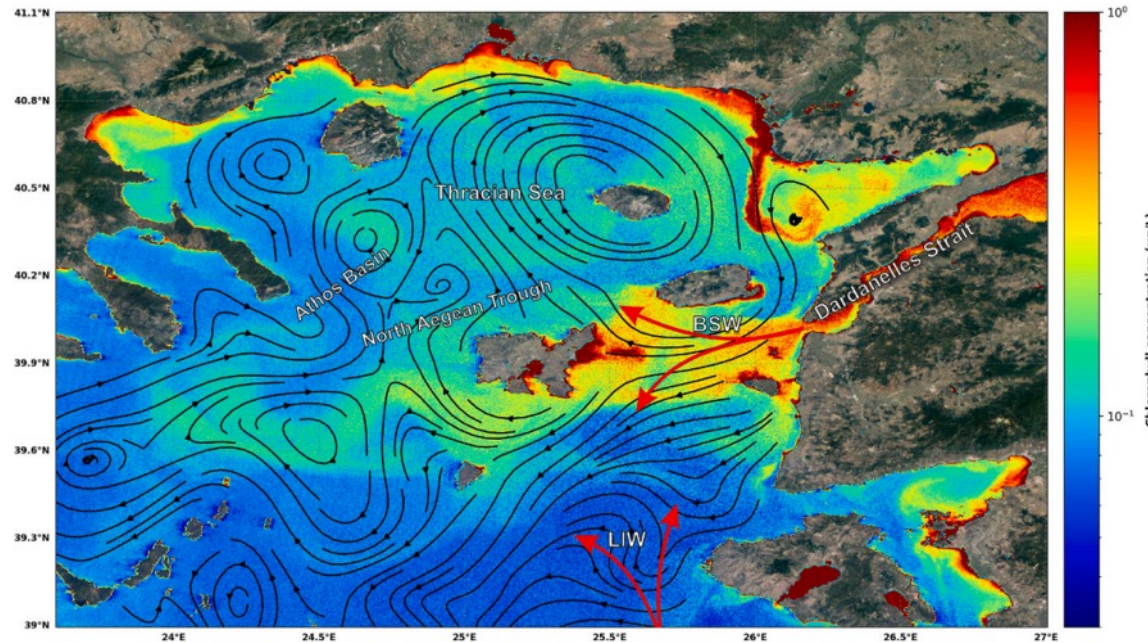 41.1°N
40.8°N
40.5°N
40.2°N
39.9°N
39.6°N
39.3°N
39°N
24°E
24.5°E
25°E
25.5°E
26°E
26.5°E
27°E
Thracian Sea
Athos Basin
North Aegean Trough
BSW
Dardanelles Strait
LIW
10⁰
10⁻¹